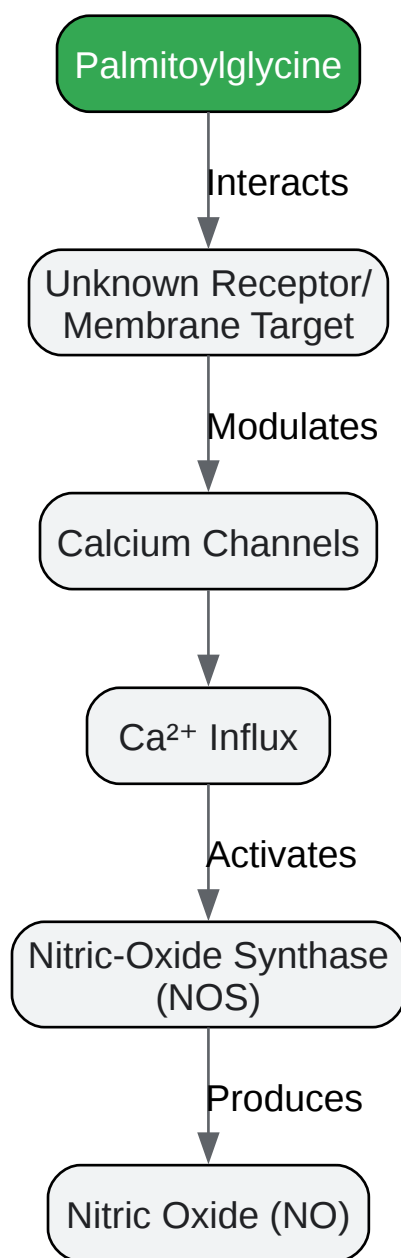 Palmitoylglycine
Interacts
Unknown Receptor/
Membrane Target
Modulates
Calcium Channels
Ca²⁺ Influx
Activates
Nitric-Oxide Synthase
(NOS)
Produces
Nitric Oxide (NO)